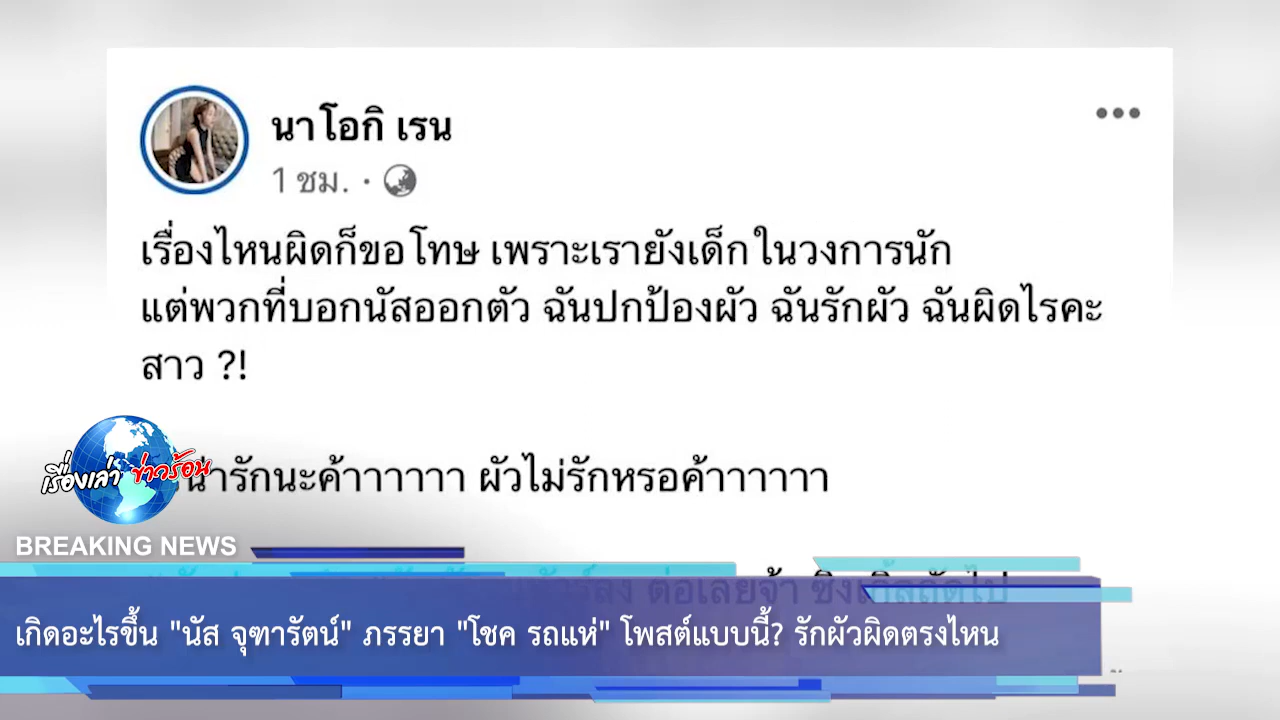 นาโอกิ เรน
1 ชม. ·
เรื่องไหนผิดก็ขอโทษ เพราะเรายังเด็กในวงการนัก
แต่พวกที่บอกนัสออกตัว ฉันปกป้องผัว ฉันรักผัว ฉันผิดไรคะ
สาว ?!
น่ารักนะค้าาาาาา ผัวไม่รักหรอค้าาาาาา
เรื่องเล่า ข่าวร้อน
BREAKING NEWS
ต่อเลยจ้า
เกิดอะไรขึ้น "นัส จุฑารัตน์" ภรรยา "โชค รถแห่" โพสต์แบบนี้? รักผัวผิดตรงไหน